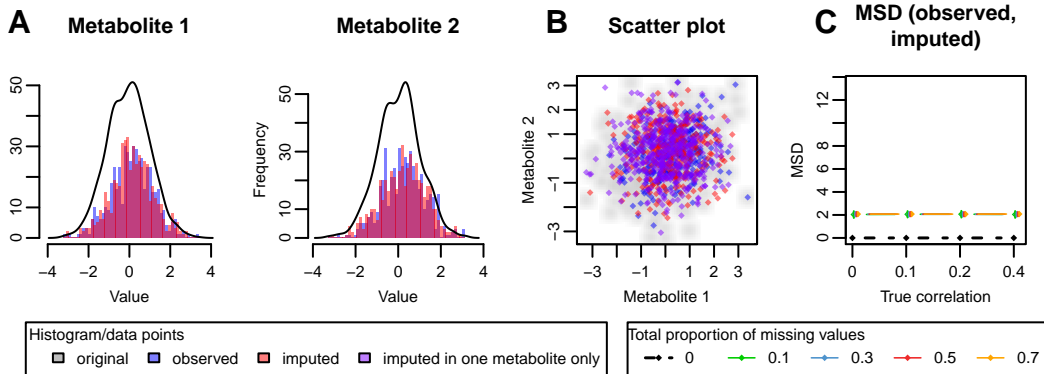 A
Metabolite 1
Metabolite 2
B
Scatter plot
C
MSD (observed,
imputed)
0 10 30 50
−4 −2 0 2 4
Value
Frequency
0 10 30 50
−4 −2 0 2 4
Value
Metabolite 2
−3 −1 1 2 3
−3 −1 0 1 2 3
Metabolite 1
MSD
0 2 4 8 12
0 0.1 0.2 0.4
True correlation
Histogram/data points
original observed imputed imputed in one metabolite only
Total proportion of missing values
0 0.1 0.3 0.5 0.7